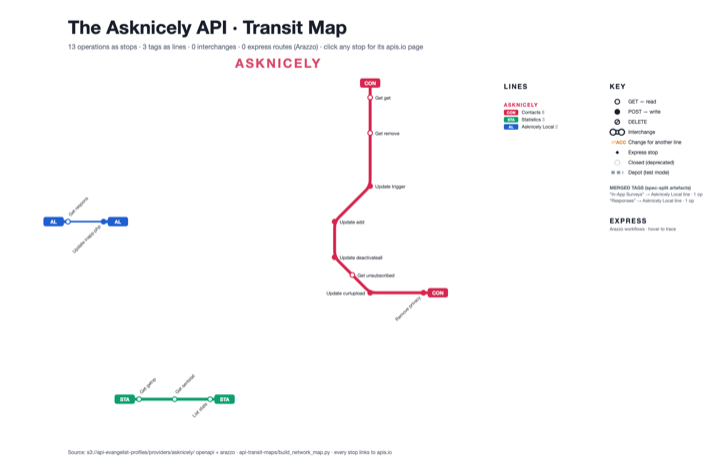 The Asknicely API · Transit Map
13 operations as stops · 3 tags as lines · 0 interchanges · 0 express routes (Arazzo) · click any stop for its apis.io page
ASKNICELY
CON
Get get
Get remove
Update trigger
Update add
Update deactivateall
Get unsubscribed
Update curlupload
Remove privacy
CON
AL
Get respons
Update inapp.php
AL
STA
Get getnp
Get sentstat
List stats
STA
LINES
ASKNICELY
CON Contacts 8
STA Statistics 3
AL Asknicely Local 2
KEY
GET — read
POST — write
DELETE
Interchange
Change for another line
Express stop
Closed (deprecated)
Depot (test mode)
MERGED TAGS (spec-split artefacts)
"In-App Surveys" → Asknicely Local line · 1 op
"Responses" → Asknicely Local line · 1 op
EXPRESS
Arazzo workflows · hover to trace
Source: s3://api-evangelist-profiles/providers/asknicely/ openapi + arazzo · api-transit-maps/build_network_map.py · every stop links to apis.io